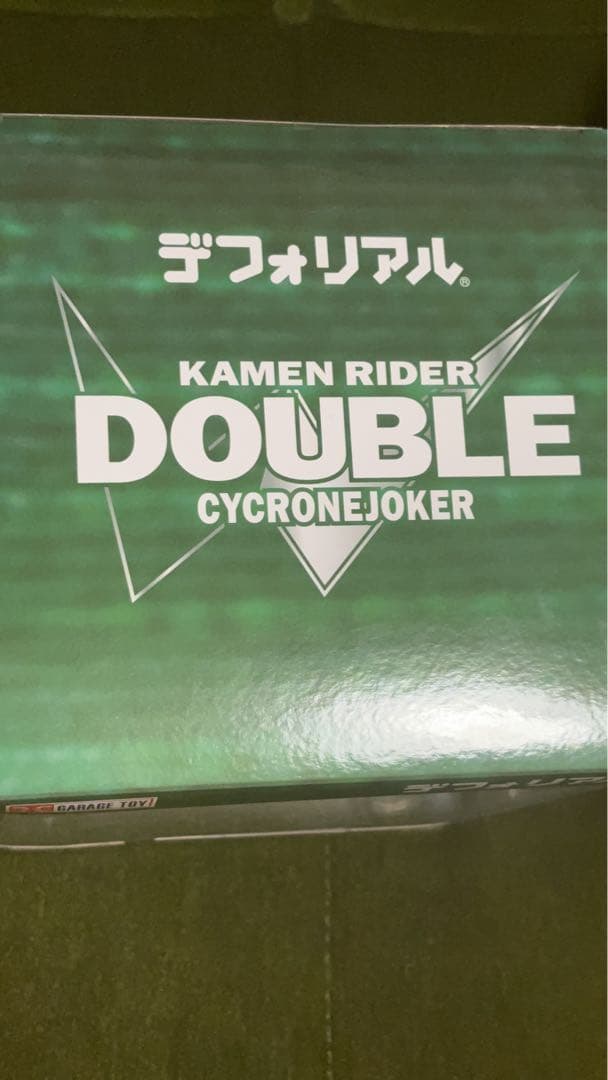 デフォリアル®
KAMEN RIDER
DOUBLE
CYCRONEJOKER
GARAGE TOY